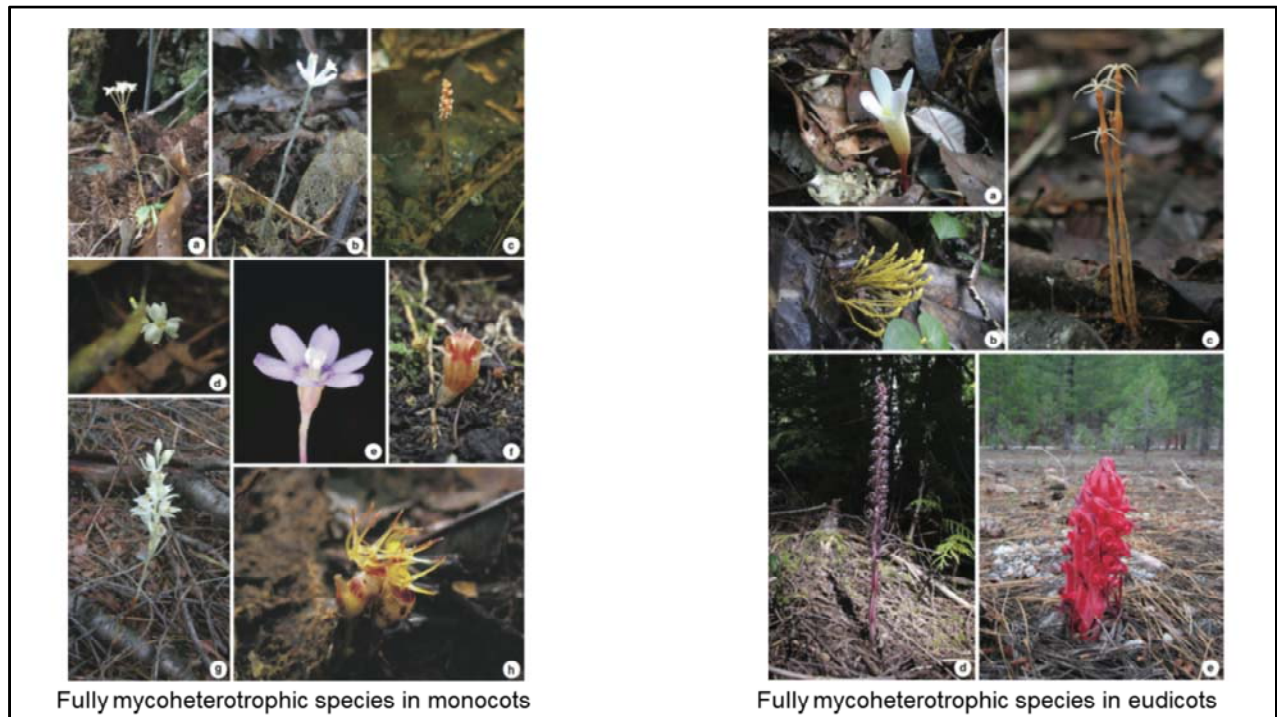 a
b
c
d
e
f
g
h
Fully mycoheterotrophic species in monocots
a
b
c
d
e
Fully mycoheterotrophic species in eudicots